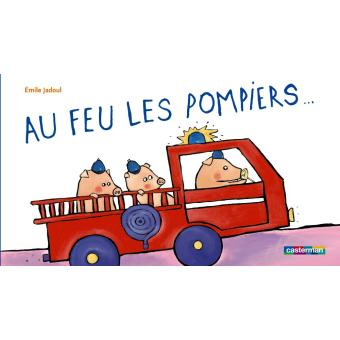 Émile Jadoul
AU FEU LES POMPIERS...
casterman